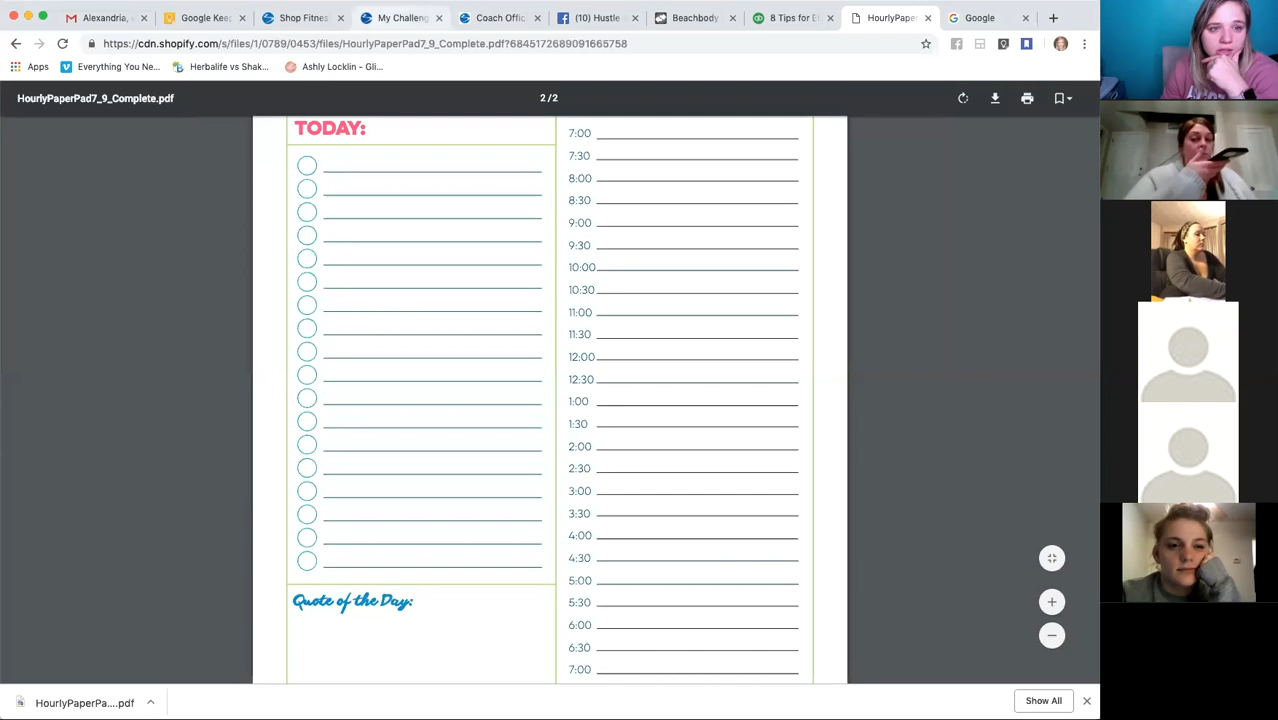 Alexandria,
Google Keep
Shop Fitnes
My Challeng
Coach Offic
(10) Hustle
Beachbody
8 Tips for E
HourlyPaper
Google
https://cdn.shopify.com/s/files/1/0789/0453/files/HourlyPaperPad7_9_Complete.pdf?6845172689091665758
Apps
Everything You Ne...
Herbalife vs Shak...
Ashly Locklin - Gli...
HourlyPaperPad7_9_Complete.pdf
2 / 2
TODAY:
Quote of the Day:
7:00
7:30
8:00
8:30
9:00
9:30
10:00
10:30
11:00
11:30
12:00
12:30
1:00
1:30
2:00
2:30
3:00
3:30
4:00
4:30
5:00
5:30
6:00
6:30
7:00
HourlyPaperPa....pdf
Show All